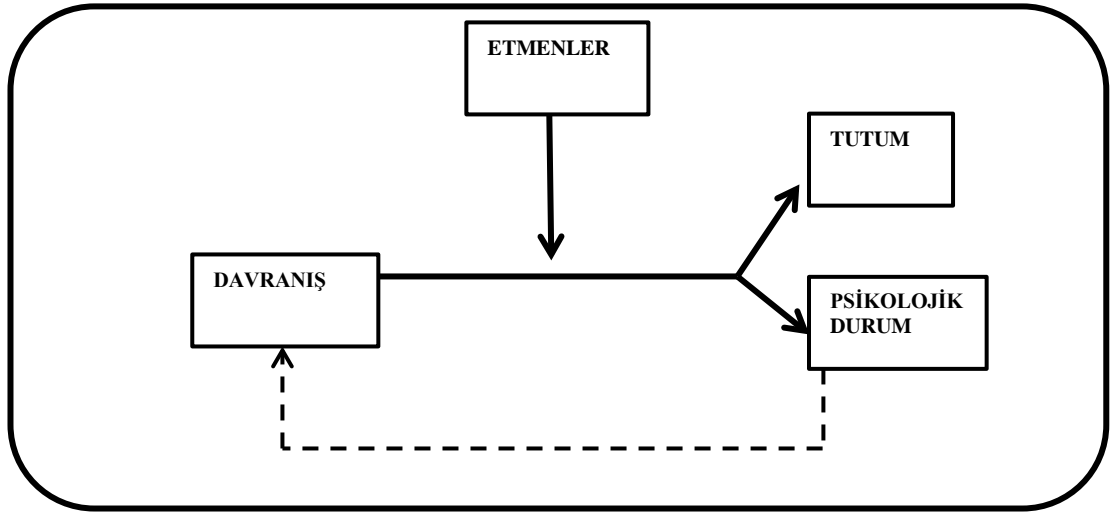 ETMENLER
TUTUM
DAVRANIŞ
PSİKOLOJİK
DURUM